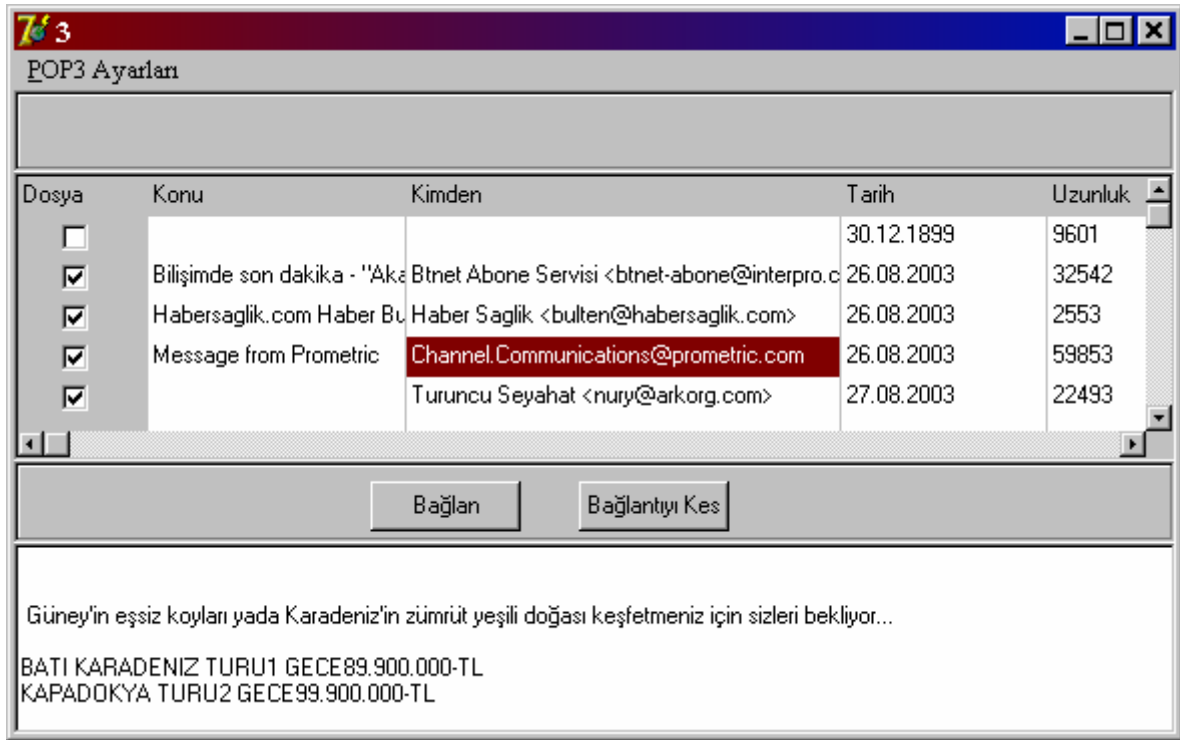 7 3
POP3 Ayarları
Dosya Konu Kimden Tarih Uzunluk
30.12.1899 9601
Bilişimde son dakika - "Aka Btnet Abone Servisi <btnet-abone@interpro.c 26.08.2003 32542
Habersaglik.com Haber Bu Haber Saglik <bulten@habersaglik.com> 26.08.2003 2553
Message from Prometric Channel.Communications@prometric.com 26.08.2003 59853
Turuncu Seyahat <nury@arkorg.com> 27.08.2003 22493
Bağlan Bağlantıyı Kes
Güney'in eşsiz koyları yada Karadeniz'in zümrüt yeşili doğası keşfetmeniz için sizleri bekliyor...
BATI KARADENIZ TURU1 GECE89.900.000-TL
KAPADOKYA TURU2 GECE99.900.000-TL